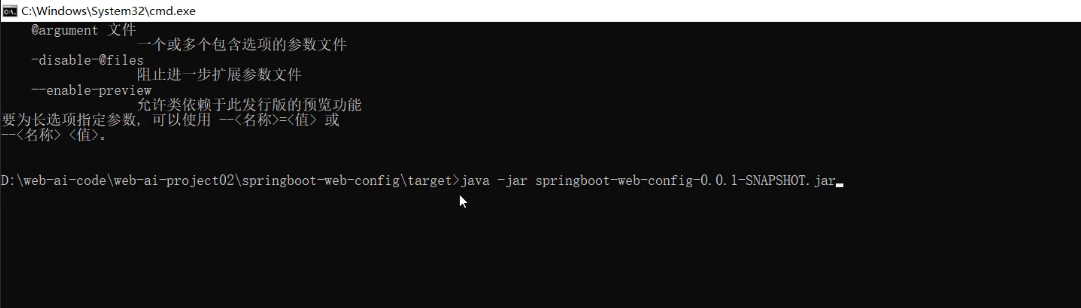 C:\Windows\System32\cmd.exe
@argument 文件
一个或多个包含选项的参数文件
-disable-@files
阻止进一步扩展参数文件
--enable-preview
允许类依赖于此发行版的预览功能
要为长选项指定参数, 可以使用 --<名称>=<值> 或
--<名称> <值>。
D:\web-ai-code\web-ai-project02\springboot-web-config\target>java -jar springboot-web-config-0.0.1-SNAPSHOT.jar